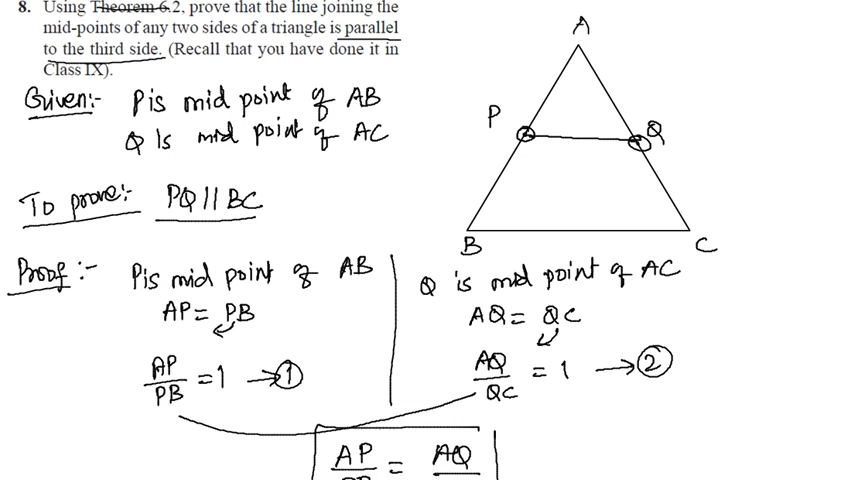 8. Using Theorem 6.2, prove that the line joining the
mid-points of any two sides of a triangle is parallel
to the third side. (Recall that you have done it in
Class IX).
Given:- P is mid point of AB
Q is mid point of AC
To prove:- PQ || BC
A
P
Q
B
C
Proof:- P is mid point of AB
AP = PB
AP/PB = 1 → ①
Q is mid point of AC
AQ = QC
AQ/QC = 1 → ②
AP/PB = AQ